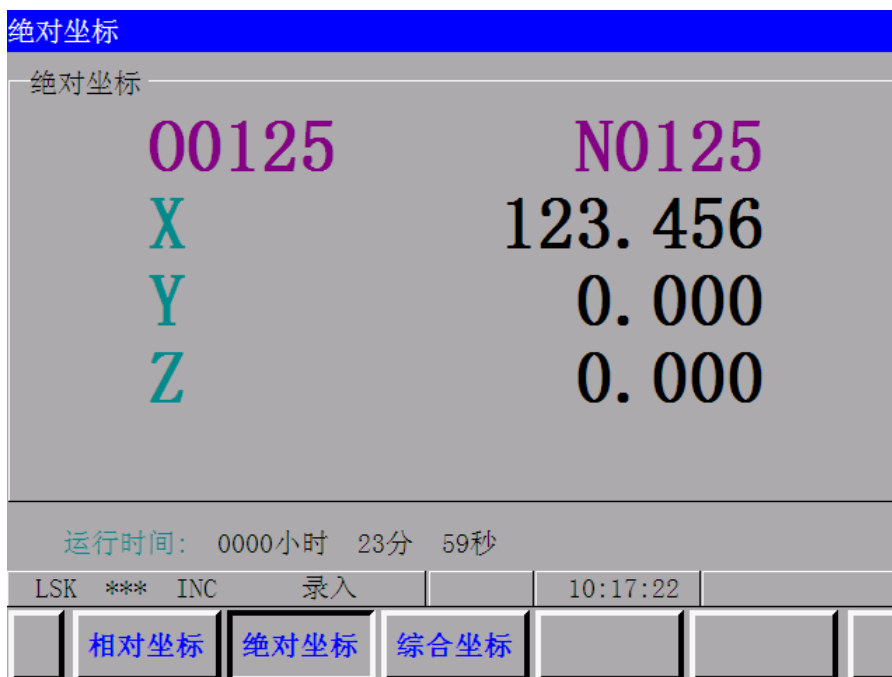 绝对坐标
绝对坐标
O0125 N0125
X 123.456
Y 0.000
Z 0.000
运行时间: 0000小时 23分 59秒
LSK *** INC 录入 10:17:22
相对坐标 绝对坐标 综合坐标